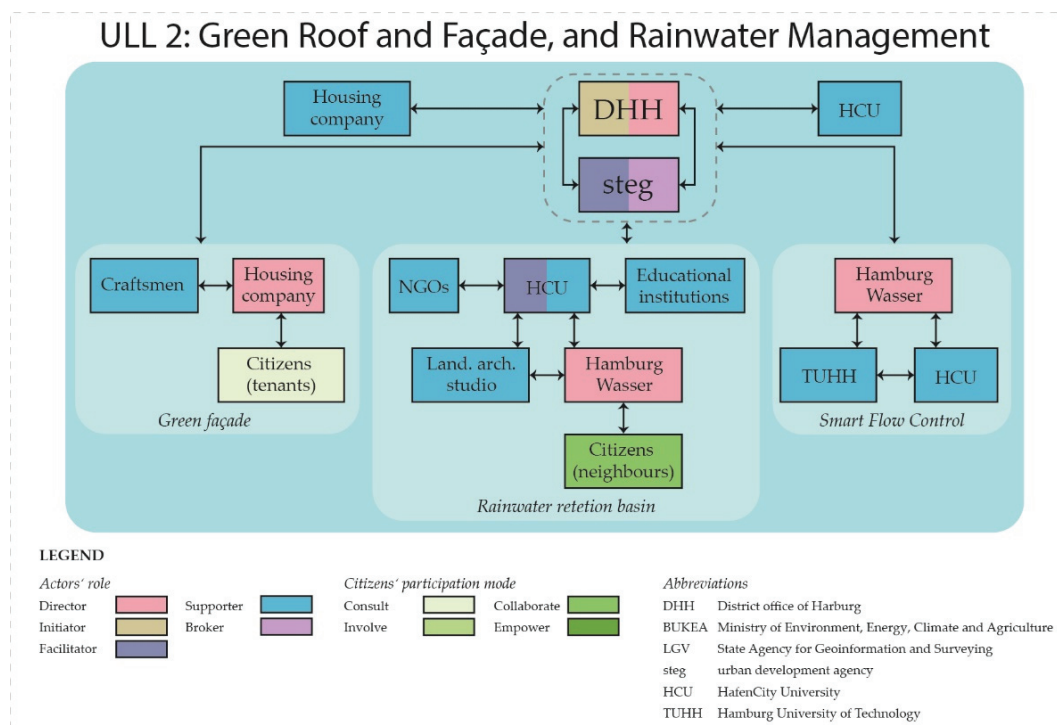 ULL 2: Green Roof and Façade, and Rainwater Management
Housing
company
DHH
HCU
steg
Craftsmen
Housing
company
Citizens
(tenants)
Green façade
NGOs
HCU
Educational
institutions
Land. arch.
studio
Hamburg
Wasser
Citizens
(neighbours)
Rainwater retetion basin
Hamburg
Wasser
TUHH
HCU
Smart Flow Control
LEGEND
Actors‘ role
Director
Supporter
Initiator
Broker
Facilitator
Citizens‘ participation mode
Consult
Collaborate
Involve
Empower
Abbreviations
DHH District office of Harburg
BUKEA Ministry of Environment, Energy, Climate and Agriculture
LGV State Agency for Geoinformation and Surveying
steg urban development agency
HCU HafenCity University
TUHH Hamburg University of Technology